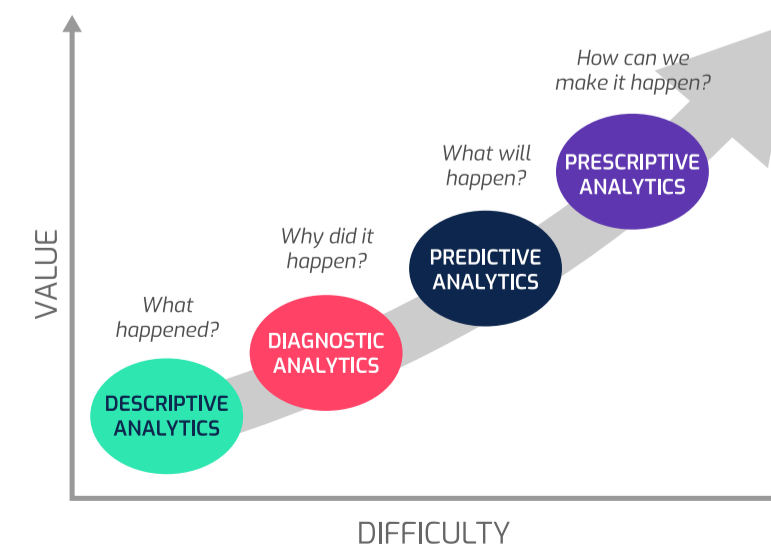 How can we
make it happen?
PRESCRIPTIVE
ANALYTICS
What will
happen?
PREDICTIVE
ANALYTICS
Why did it
happen?
DIAGNOSTIC
ANALYTICS
What
happened?
DESCRIPTIVE
ANALYTICS
VALUE
DIFFICULTY